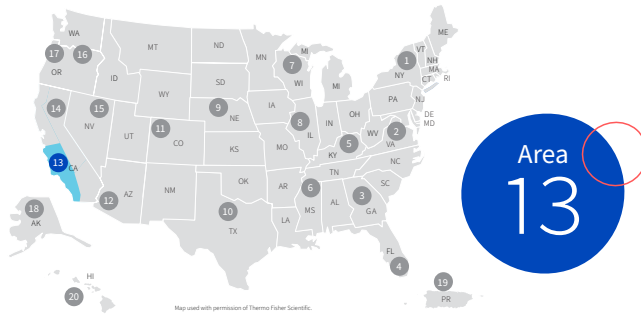 ME
WA
VT
MT
ND
MN
MI
1
17
16
7
NH
MA
OR
ID
SD
WI
MI
NY
CT
RI
WY
14
15
9
IA
PA
NJ
NE
8
OH
DE
NV
11
IN
2
MD
UT
IL
WV
CO
5
VA
KS
MO
KY
13
CA
NC
TN
OK
6
12
AZ
NM
AR
SC
3
18
10
MS
AL
GA
AK
LA
TX
FL
4
HI
19
20
PR
Map used with permission of Thermo Fisher Scientific.
Area
13